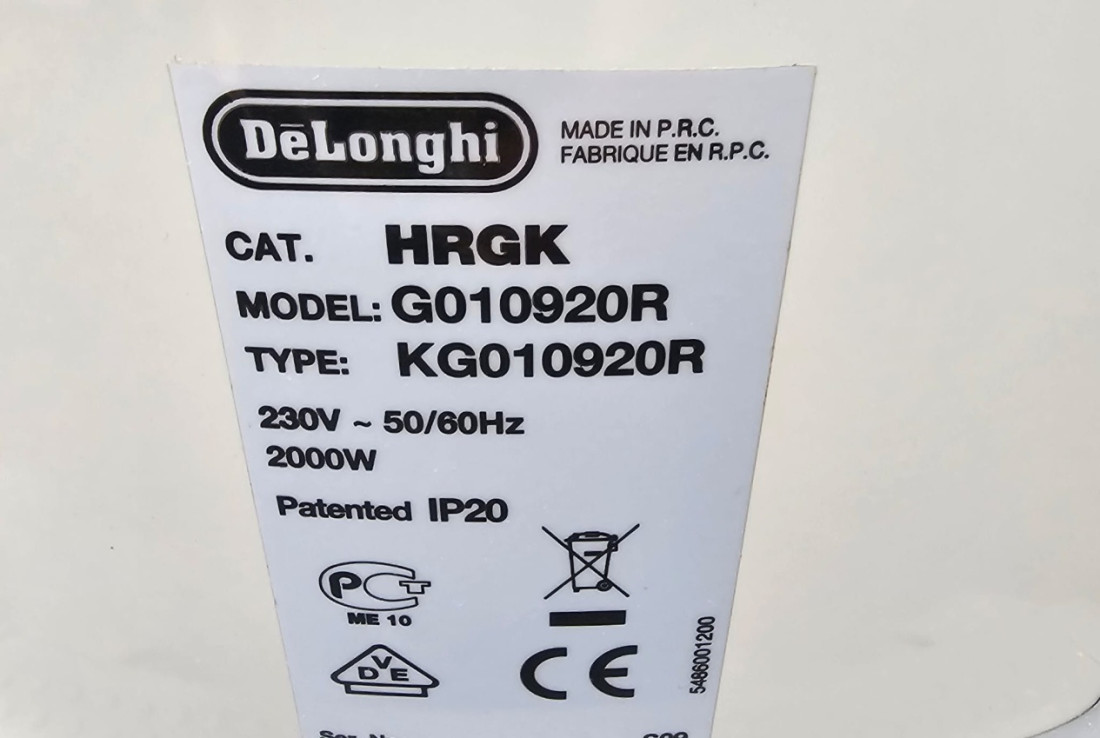 DēLonghi
MADE IN P.R.C.
FABRIQUE EN R.P.C.
CAT. HRGK
MODEL: G010920R
TYPE: KG010920R
230V ~ 50/60Hz
2000W
Patented IP20
PCT
ME 10
DVE
CE
5486001200